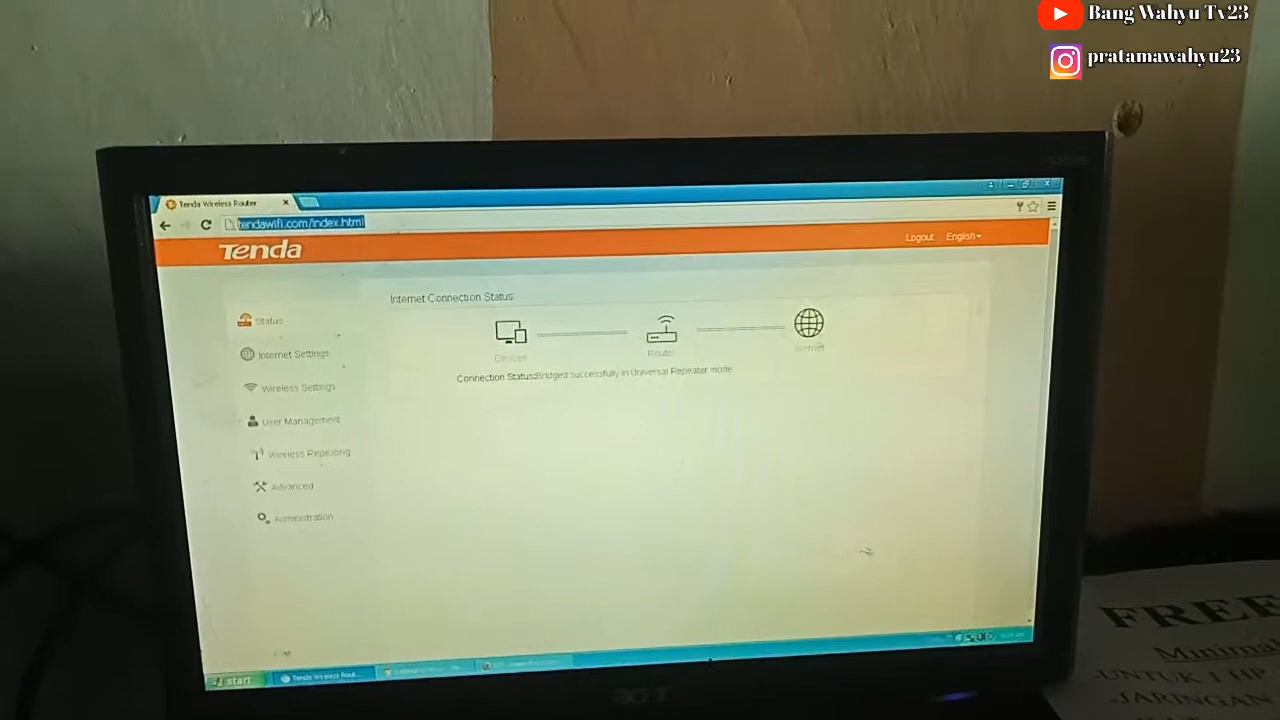 Bang Wahyu Tv23
pratamawahyu23
Tenda Wireless Router
tendawifi.com/index.html
Tenda
Logout English
Internet Connection Status:
Status
Internet Settings
Wireless Settings
User Management
Wireless Repeating
Advanced
Administration
Devices
Router
Internet
Connection Status:Bridged successfully in Universal Repeater mode
start
Tenda Wireless Rout...
acer
FREE
Minimal
-UNTUK 1 HP
-JARINGAN